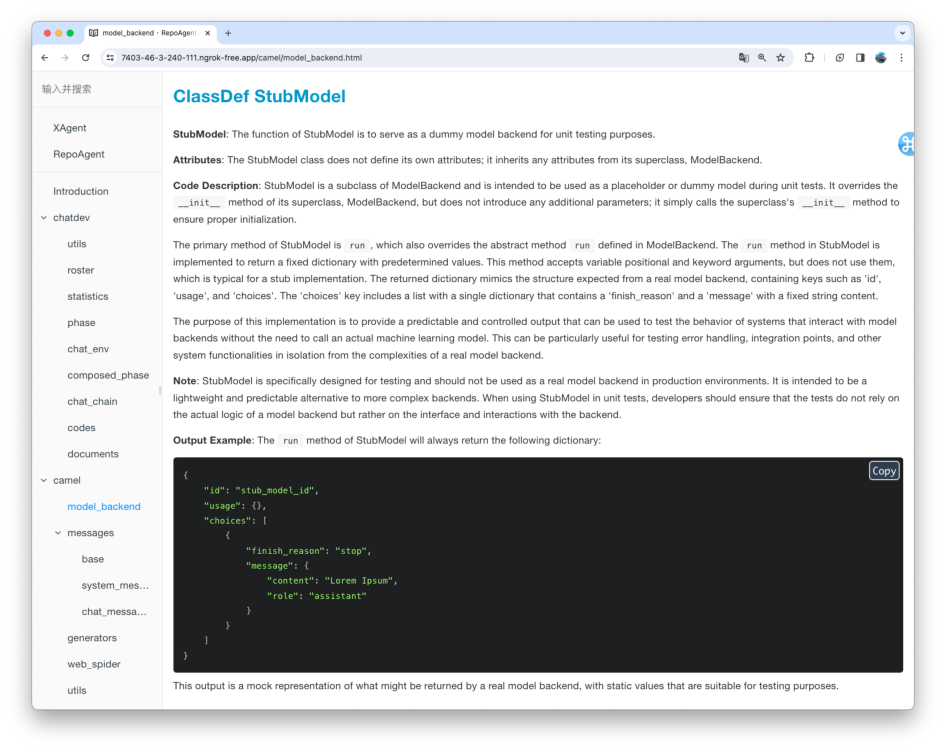 model_backend · RepoAgent
7403-46-3-240-111.ngrok-free.app/camel/model_backend.html
输入并搜索
XAgent
RepoAgent
Introduction
chatdev
utils
roster
statistics
phase
chat_env
composed_phase
chat_chain
codes
documents
camel
model_backend
messages
base
system_mes...
chat_messa...
generators
web_spider
utils
ClassDef StubModel
StubModel: The function of StubModel is to serve as a dummy model backend for unit testing purposes.
Attributes: The StubModel class does not define its own attributes; it inherits any attributes from its superclass, ModelBackend.
Code Description: StubModel is a subclass of ModelBackend and is intended to be used as a placeholder or dummy model during unit tests. It overrides the
__init__ method of its superclass, ModelBackend, but does not introduce any additional parameters; it simply calls the superclass's __init__ method to
ensure proper initialization.
The primary method of StubModel is run , which also overrides the abstract method run defined in ModelBackend. The run method in StubModel is
implemented to return a fixed dictionary with predetermined values. This method accepts variable positional and keyword arguments, but does not use them,
which is typical for a stub implementation. The returned dictionary mimics the structure expected from a real model backend, containing keys such as 'id',
'usage', and 'choices'. The 'choices' key includes a list with a single dictionary that contains a 'finish_reason' and a 'message' with a fixed string content.
The purpose of this implementation is to provide a predictable and controlled output that can be used to test the behavior of systems that interact with model
backends without the need to call an actual machine learning model. This can be particularly useful for testing error handling, integration points, and other
system functionalities in isolation from the complexities of a real model backend.
Note: StubModel is specifically designed for testing and should not be used as a real model backend in production environments. It is intended to be a
lightweight and predictable alternative to more complex backends. When using StubModel in unit tests, developers should ensure that the tests do not rely on
the actual logic of a model backend but rather on the interface and interactions with the backend.
Output Example: The run method of StubModel will always return the following dictionary:
Copy
{
"id": "stub_model_id",
"usage": {},
"choices": [
{
"finish_reason": "stop",
"message": {
"content": "Lorem Ipsum",
"role": "assistant"
}
}
]
}
This output is a mock representation of what might be returned by a real model backend, with static values that are suitable for testing purposes.